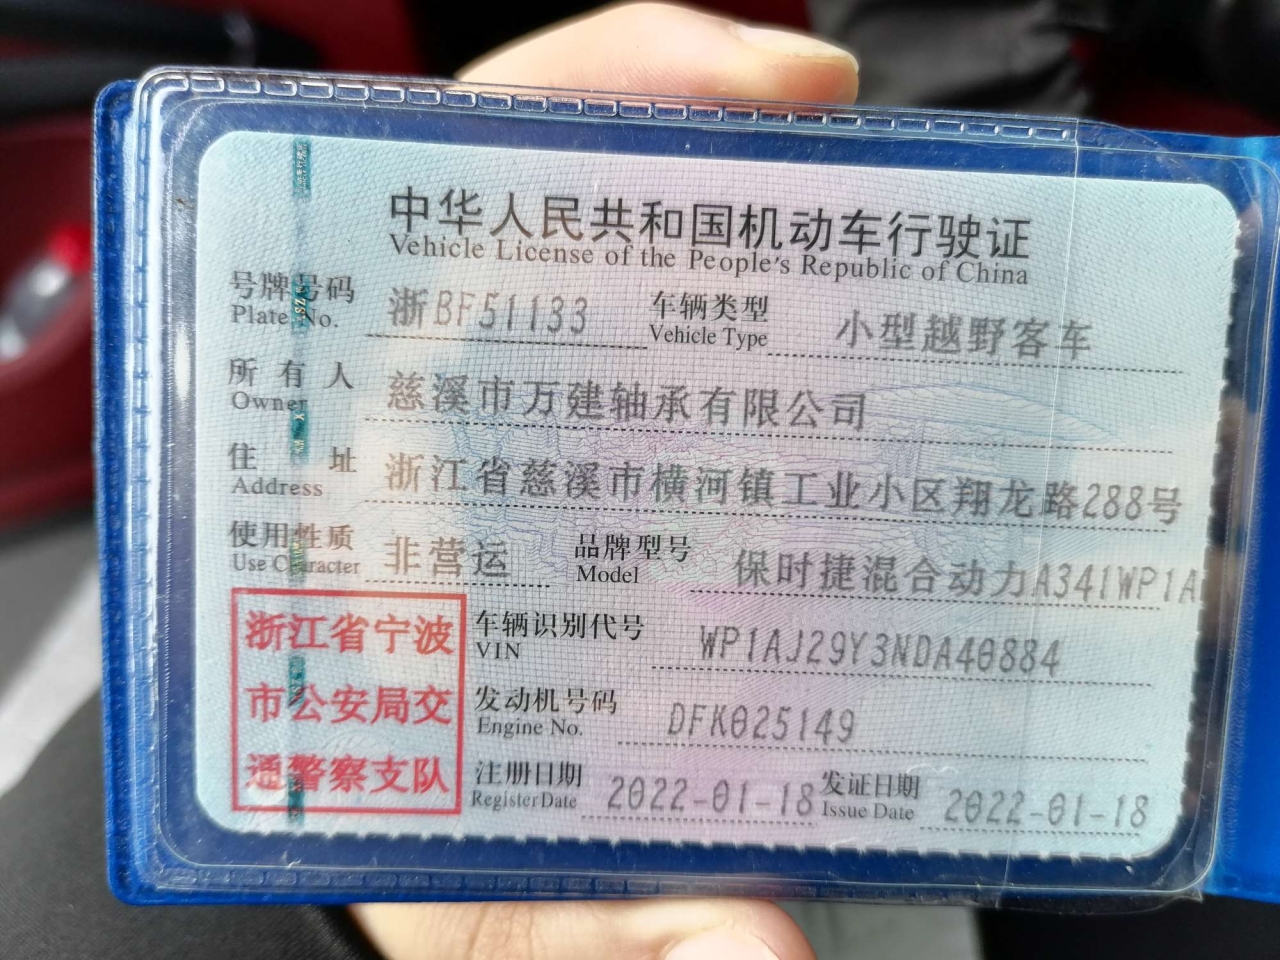 中华人民共和国机动车行驶证
Vehicle License of the People's Republic of China
号牌号码 浙BF51133 车辆类型 小型越野客车
Plate No. Vehicle Type
所有人 慈溪市万建轴承有限公司
Owner
住址 浙江省慈溪市横河镇工业小区翔龙路288号
Address
使用性质 非营运 品牌型号 保时捷混合动力A341WP1A
Use Character Model
浙江省宁波
市公安局交
通警察支队
车辆识别代号 WP1AJ29Y3NDA40884
VIN
发动机号码 DFK025149
Engine No.
注册日期 2022-01-18 发证日期 2022-01-18
Register Date Issue Date